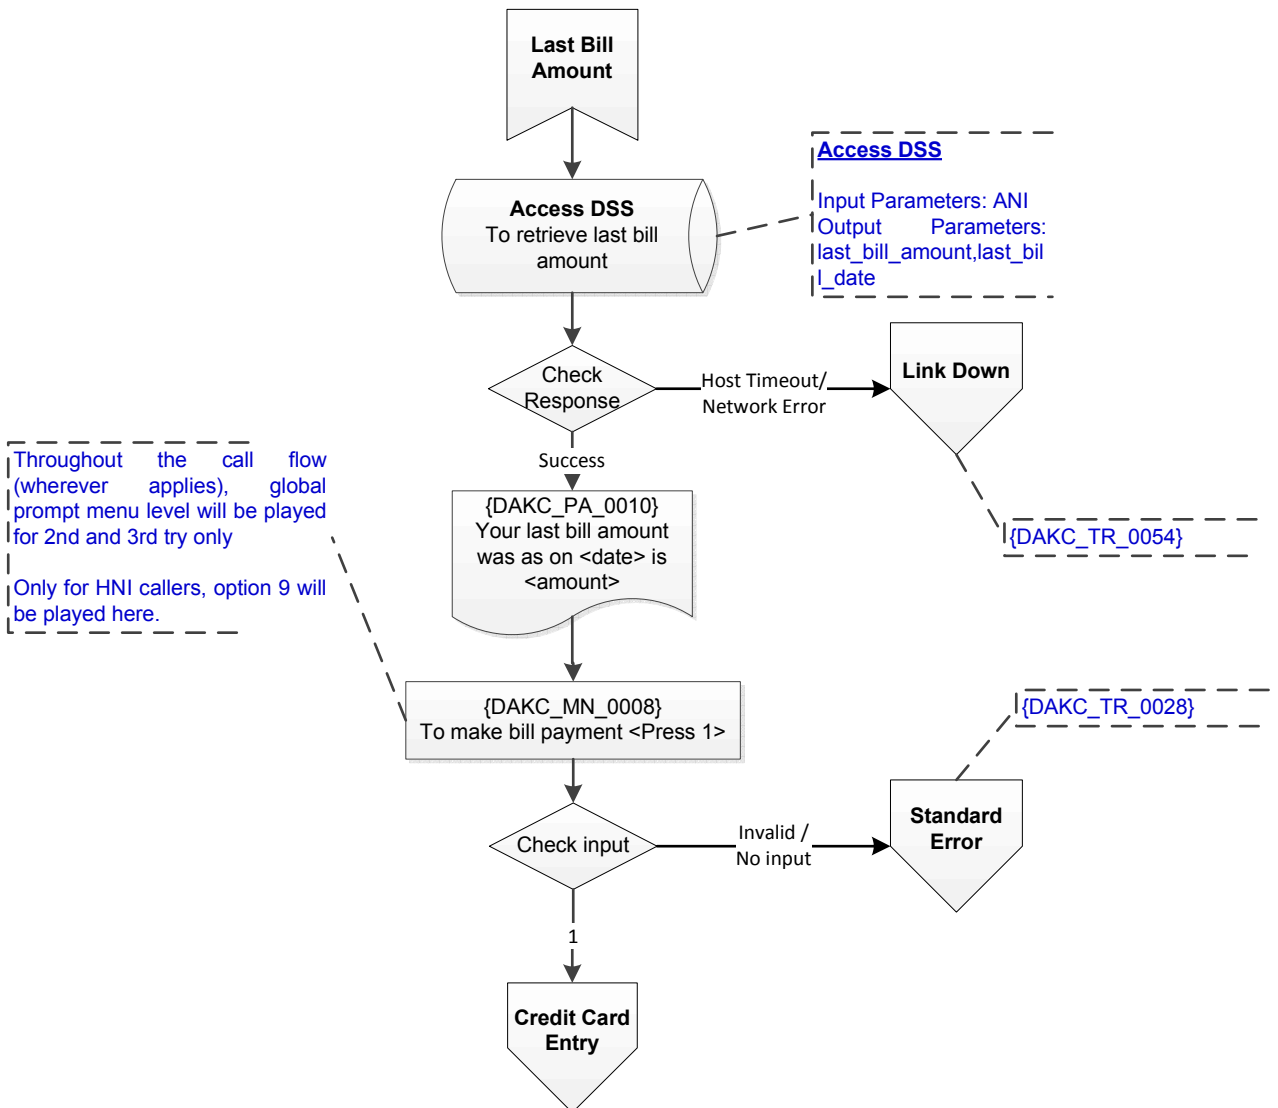 Last Bill
Amount
Access DSS
Input Parameters: ANI
Output Parameters:
last_bill_amount,last_bil
l_date
Access DSS
To retrieve last bill
amount
Check
Response
Host Timeout/
Network Error
Link Down
Success
Throughout the call flow
(wherever applies), global
prompt menu level will be played
for 2nd and 3rd try only
Only for HNI callers, option 9 will
be played here.
{DAKC_PA_0010}
Your last bill amount
was as on <date> is
<amount>
{DAKC_TR_0054}
{DAKC_MN_0008}
To make bill payment <Press 1>
{DAKC_TR_0028}
Check input
Invalid /
No input
Standard
Error
1
Credit Card
Entry